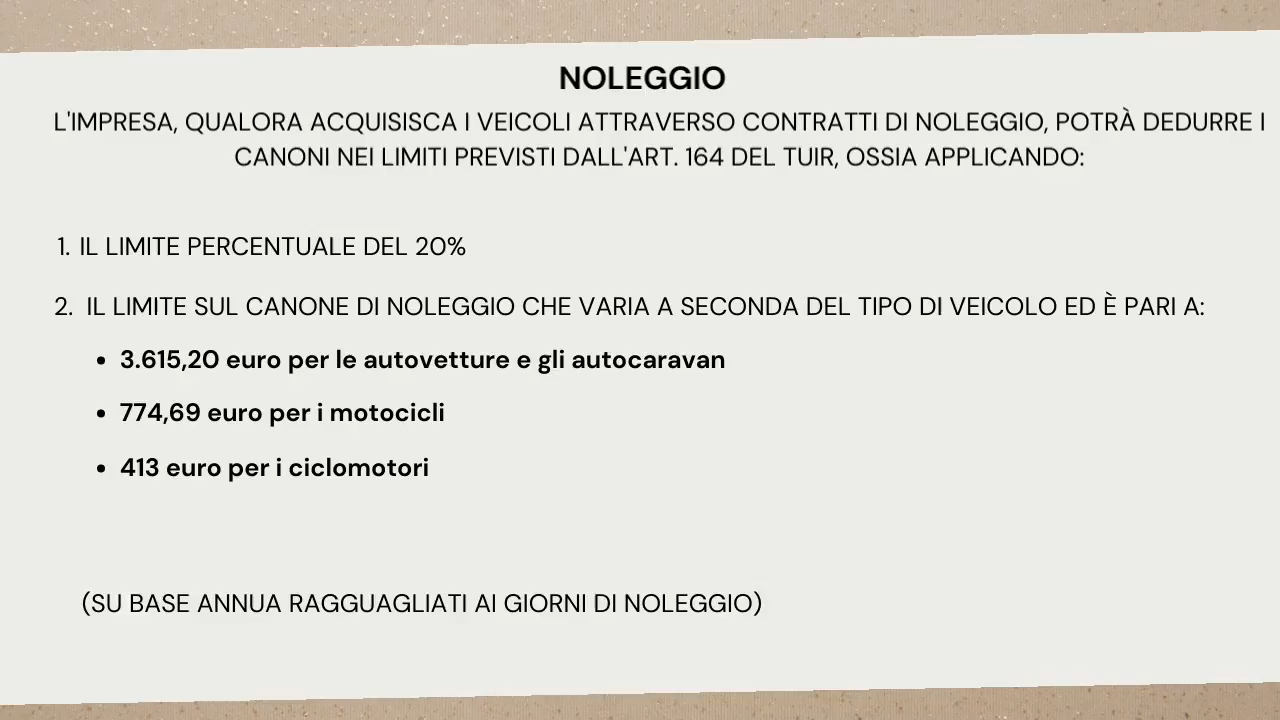 NOLEGGIO
L'IMPRESA, QUALORA ACQUISISCA I VEICOLI ATTRAVERSO CONTRATTI DI NOLEGGIO, POTRÀ DEDURRE I
CANONI NEI LIMITI PREVISTI DALL'ART. 164 DEL TUIR, OSSIA APPLICANDO:
1. IL LIMITE PERCENTUALE DEL 20%
2. IL LIMITE SUL CANONE DI NOLEGGIO CHE VARIA A SECONDA DEL TIPO DI VEICOLO ED È PARI A:
• 3.615,20 euro per le autovetture e gli autocaravan
• 774,69 euro per i motocicli
• 413 euro per i ciclomotori
(SU BASE ANNUA RAGGUAGLIATI AI GIORNI DI NOLEGGIO)